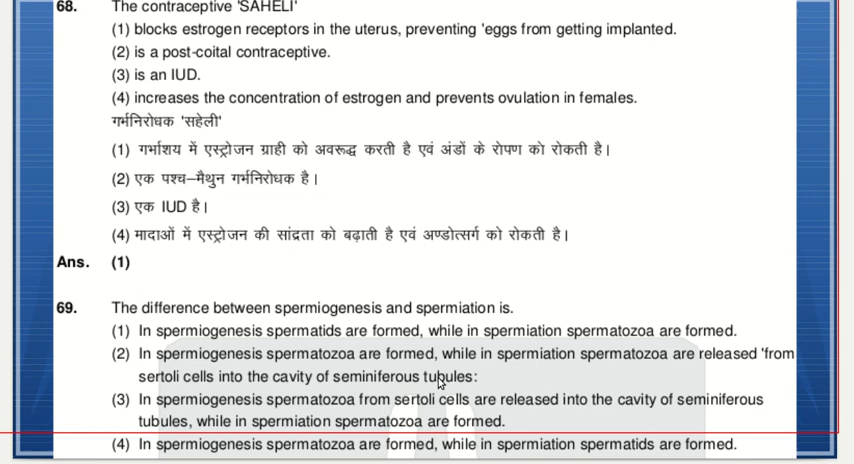 68. The contraceptive 'SAHELI'
(1) blocks estrogen receptors in the uterus, preventing 'eggs from getting implanted.
(2) is a post-coital contraceptive.
(3) is an IUD.
(4) increases the concentration of estrogen and prevents ovulation in females.
गर्भनिरोधक 'सहेली'
(1) गर्भाशय में एस्ट्रोजन ग्राही को अवरूद्ध करती है एवं अंडों के रोपण को रोकती है।
(2) एक पश्च–मैथुन गर्भनिरोधक है।
(3) एक IUD है।
(4) मादाओं में एस्ट्रोजन की सांद्रता को बढ़ाती है एवं अण्डोत्सर्ग को रोकती है।
Ans. (1)
69. The difference between spermiogenesis and spermiation is.
(1) In spermiogenesis spermatids are formed, while in spermiation spermatozoa are formed.
(2) In spermiogenesis spermatozoa are formed, while in spermiation spermatozoa are released 'from
sertoli cells into the cavity of seminiferous tubules:
(3) In spermiogenesis spermatozoa from sertoli cells are released into the cavity of seminiferous
tubules, while in spermiation spermatozoa are formed.
(4) In spermiogenesis spermatozoa are formed, while in spermiation spermatids are formed.